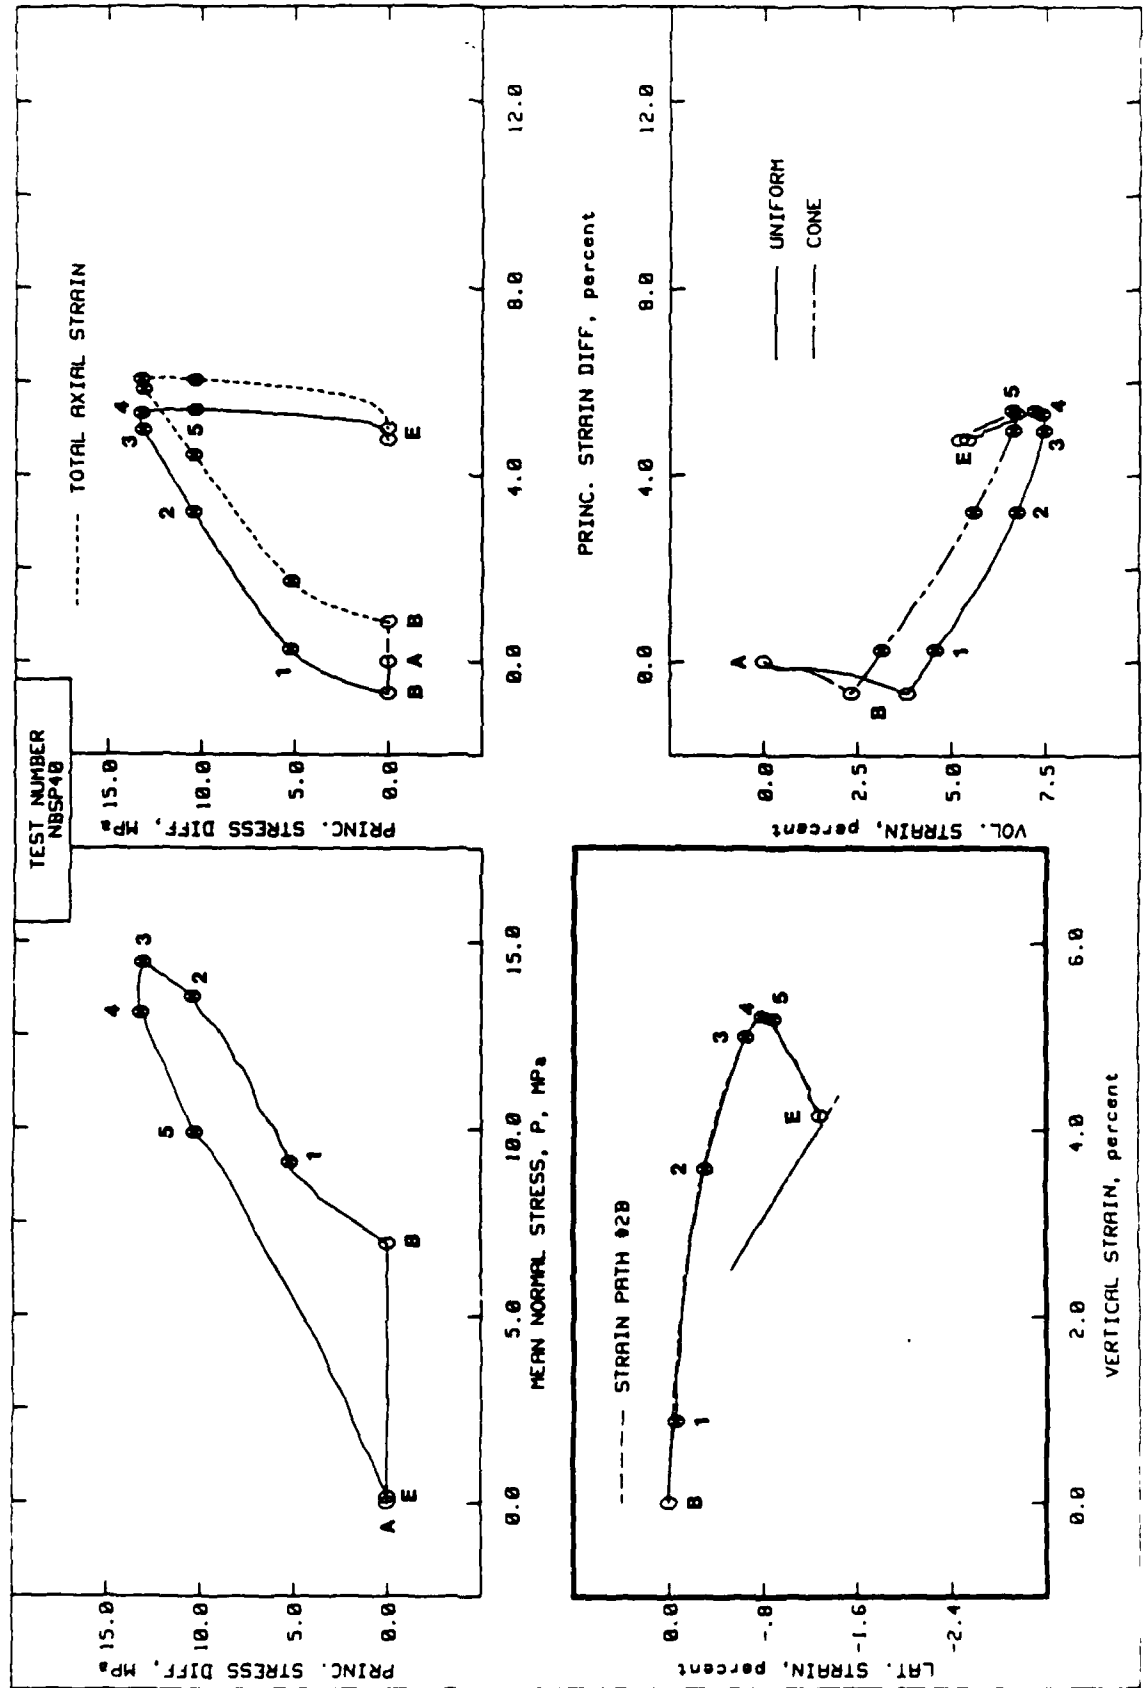 TEST NUMBER
NBSP40
PRINC. STRESS DIFF, MPa
15.0
10.0
5.0
0.0
A
E
B
1
2
3
4
5
0.0
5.0
10.0
15.0
MEAN NORMAL STRESS, P, MPa
PRINC. STRESS DIFF, MPa
15.0
10.0
5.0
0.0
------ TOTAL AXIAL STRAIN
B
A
B
1
2
3
4
5
E
0.0
4.0
8.0
12.0
PRINC. STRAIN DIFF, percent
LAT. STRAIN, percent
0.0
-.8
-1.6
-2.4
----- STRAIN PATH #2B
B
1
2
3
4
5
E
0.0
2.0
4.0
6.0
VERTICAL STRAIN, percent
VOL. STRAIN, percent
0.0
2.5
5.0
7.5
A
B
1
2
3
4
5
E
UNIFORM
CONE
0.0
4.0
8.0
12.0